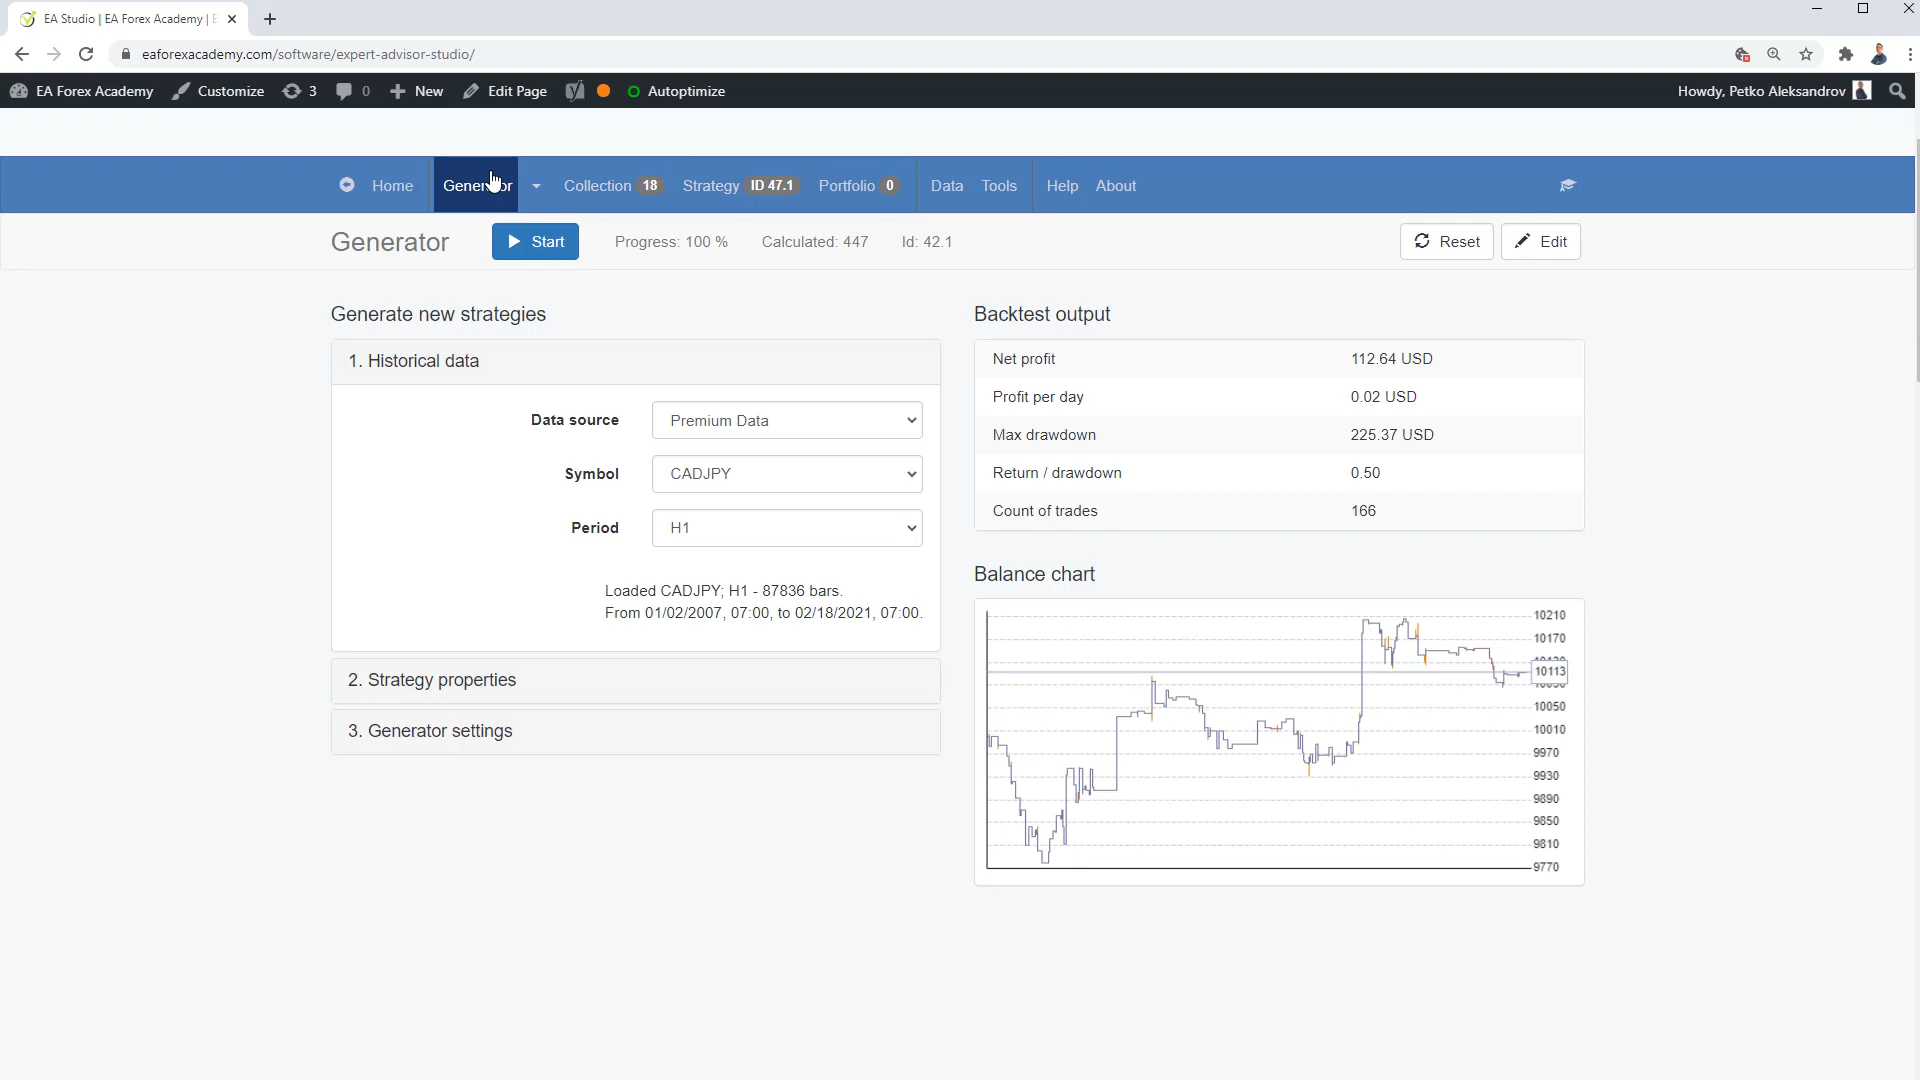 EA Studio | EA Forex Academy | E
eaforexacademy.com/software/expert-advisor-studio/
EA Forex Academy Customize 3 0 New Edit Page Autoptimize Howdy, Petko Aleksandrov
Home Generator Collection 18 Strategy ID 47.1 Portfolio 0 Data Tools Help About
Generator Start Progress: 100 % Calculated: 447 Id: 42.1 Reset Edit
Generate new strategies
1. Historical data
Data source Premium Data
Symbol CADJPY
Period H1
Loaded CADJPY; H1 - 87836 bars.
From 01/02/2007, 07:00, to 02/18/2021, 07:00.
2. Strategy properties
3. Generator settings
Backtest output
Net profit 112.64 USD
Profit per day 0.02 USD
Max drawdown 225.37 USD
Return / drawdown 0.50
Count of trades 166
Balance chart
10210
10170
10113
10050
10010
9970
9930
9890
9850
9810
9770